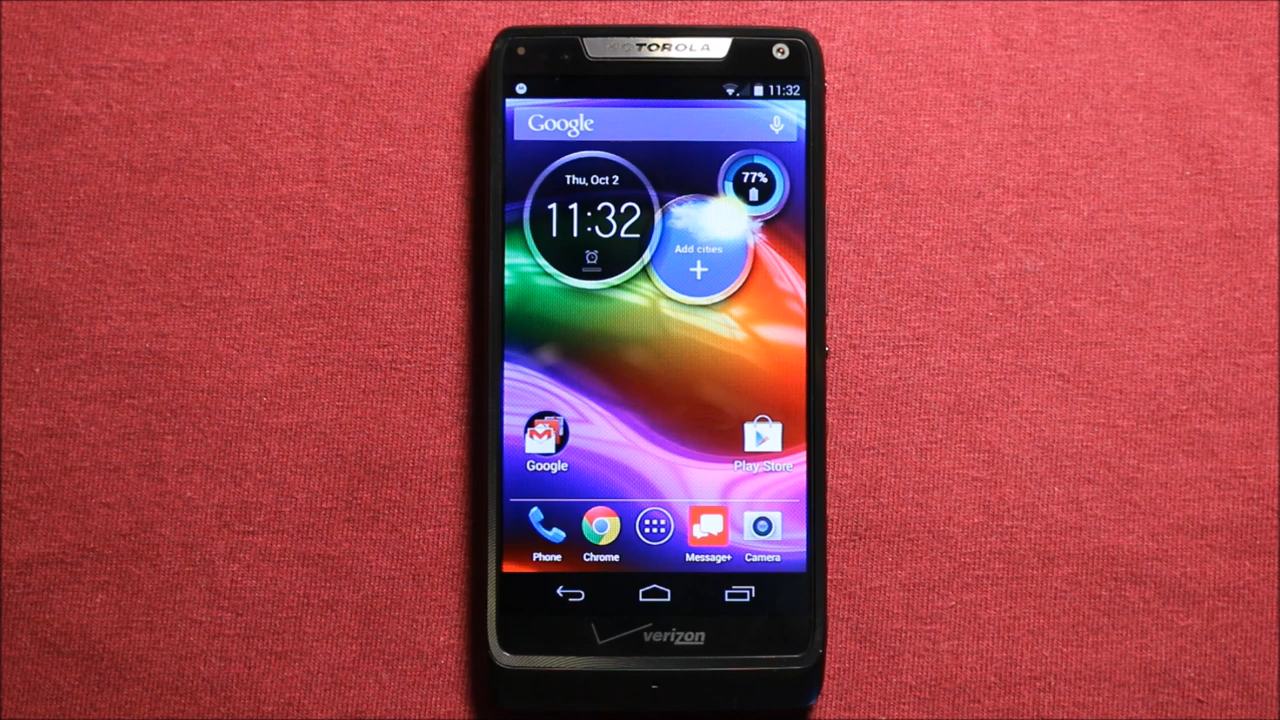 MOTOROLA
11:32
Google
Thu, Oct 2
77%
11:32
Add cities
+
Google
Play Store
Phone
Chrome
Message+
Camera
verizon